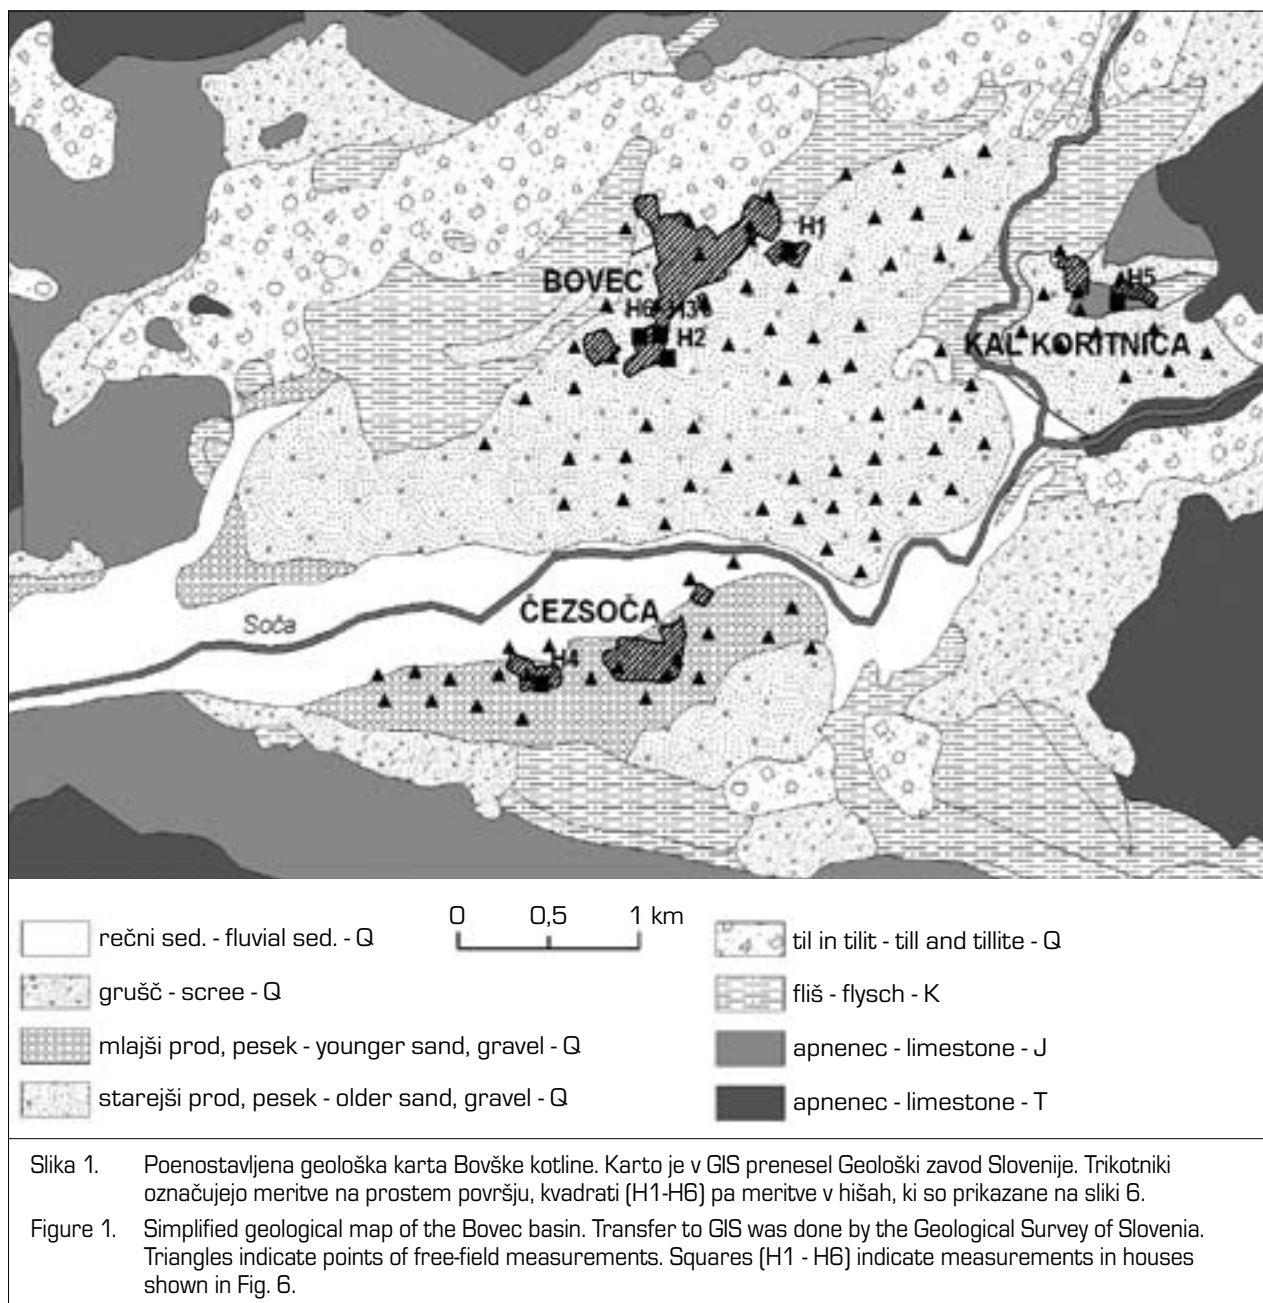 H1
BOVEC
H5
H6 H3
H2
KAL KORITNICA
ČEZSOČA
Soča
H4
0 0,5 1 km
rečni sed. - fluvial sed. - Q
grušč - scree - Q
mlajši prod, pesek - younger sand, gravel - Q
starejši prod, pesek - older sand, gravel - Q
til in tilit - till and tillite - Q
fliš - flysch - K
apnenec - limestone - J
apnenec - limestone - T
Slika 1. Poenostavljena geološka karta Bovške kotline. Karto je v GIS prenesel Geološki zavod Slovenije. Trikotniki
označujejo meritve na prostem površju, kvadrati (H1-H6) pa meritve v hišah, ki so prikazane na sliki 6.
Figure 1. Simplified geological map of the Bovec basin. Transfer to GIS was done by the Geological Survey of Slovenia.
Triangles indicate points of free-field measurements. Squares (H1 - H6) indicate measurements in houses
shown in Fig. 6.